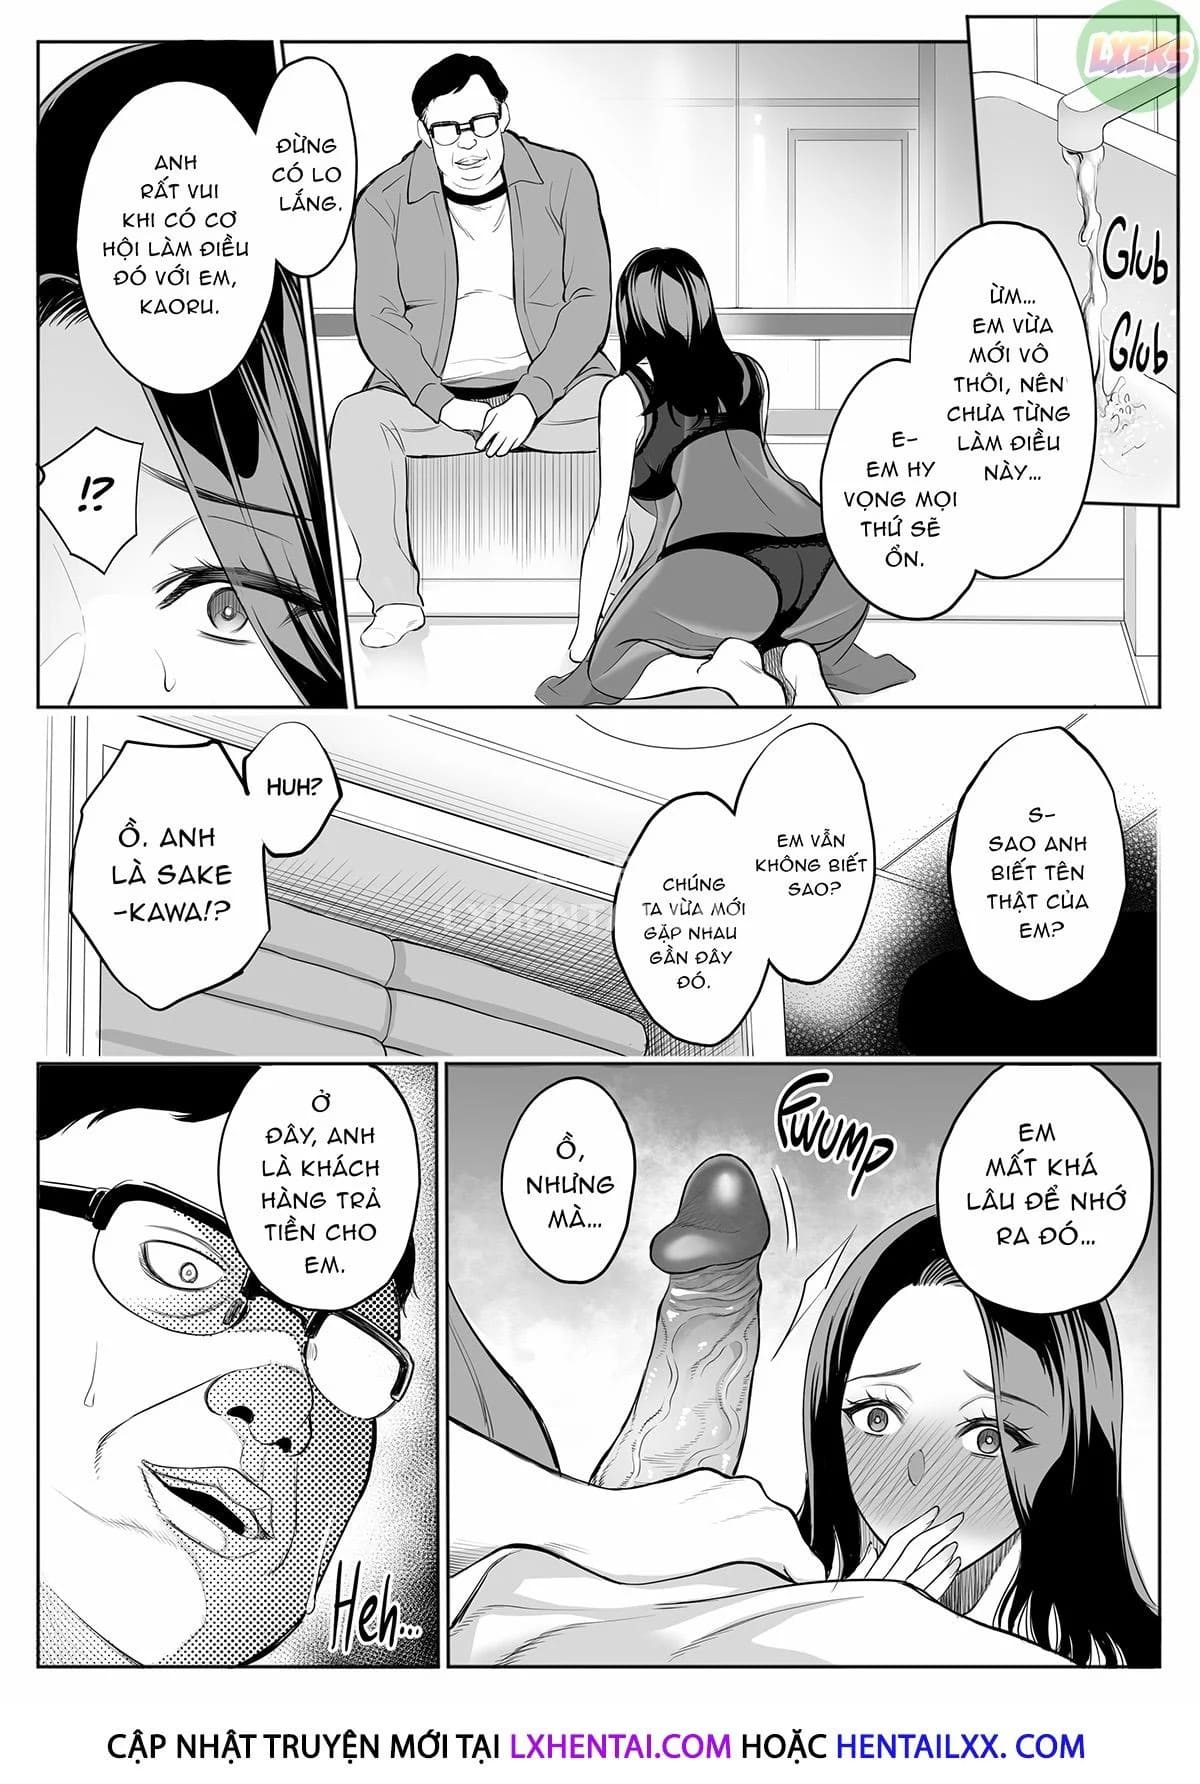 LXERS
Glub
Glub
ỪM...
EM VỪA
MỚI VÔ
THÔI, NÊN
CHƯA TỪNG
LÀM ĐIỀU
NÀY...
E-
EM HY
VỌNG MỌI
THỨ SẼ
ỔN.
ĐỪNG
CÓ LO
LẮNG.
ANH
RẤT VUI
KHI CÓ CƠ
HỘI LÀM ĐIỀU
ĐÓ VỚI EM,
KAORU.
!?
S-
SAO ANH
BIẾT TÊN
THẬT CỦA
EM?
EM VẪN
KHÔNG BIẾT
SAO?
CHÚNG
TA VỪA MỚI
GẶP NHAU
GẦN ĐÂY
ĐÓ.
HUH?
Ồ. ANH
LÀ SAKE
-KAWA!?
LXHENTAI
EM
MẤT KHÁ
LÂU ĐỂ NHỚ
RA ĐÓ...
FWUMP
Ồ,
NHƯNG
MÀ...
Ở
ĐÂY, ANH
LÀ KHÁCH
HÀNG TRẢ
TIỀN CHO
EM.
Heh...
CẬP NHẬT TRUYỆN MỚI TẠI LXHENTAI.COM HOẶC HENTAILXX. COM